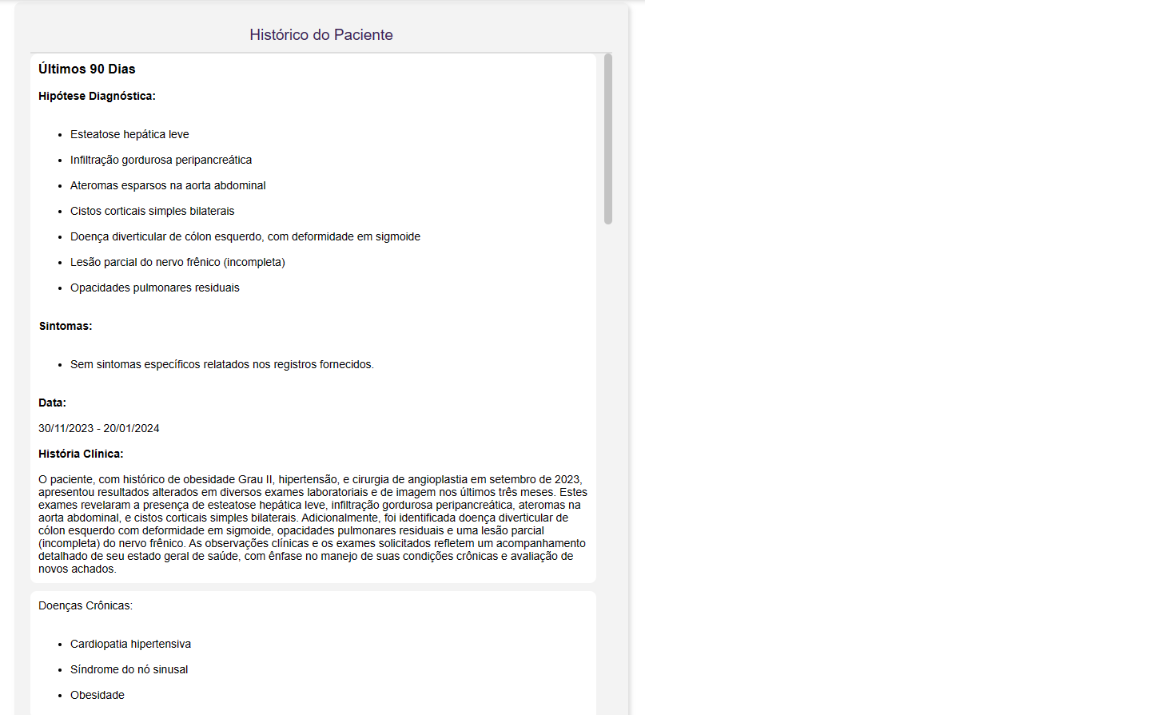 Histórico do Paciente
Últimos 90 Dias
Hipótese Diagnóstica:
• Esteatose hepática leve
• Infiltração gordurosa peripancreática
• Ateromas esparsos na aorta abdominal
• Cistos corticais simples bilaterais
• Doença diverticular de cólon esquerdo, com deformidade em sigmoide
• Lesão parcial do nervo frênico (incompleta)
• Opacidades pulmonares residuais
Sintomas:
• Sem sintomas específicos relatados nos registros fornecidos.
Data:
30/11/2023 - 20/01/2024
História Clínica:
O paciente, com histórico de obesidade Grau II, hipertensão, e cirurgia de angioplastia em setembro de 2023,
apresentou resultados alterados em diversos exames laboratoriais e de imagem nos últimos três meses. Estes
exames revelaram a presença de esteatose hepática leve, infiltração gordurosa peripancreática, ateromas na
aorta abdominal, e cistos corticais simples bilaterais. Adicionalmente, foi identificada doença diverticular de
cólon esquerdo com deformidade em sigmoide, opacidades pulmonares residuais e uma lesão parcial
(incompleta) do nervo frênico. As observações clínicas e os exames solicitados refletem um acompanhamento
detalhado de seu estado geral de saúde, com ênfase no manejo de suas condições crônicas e avaliação de
novos achados.
Doenças Crônicas:
• Cardiopatia hipertensiva
• Síndrome do nó sinusal
• Obesidade